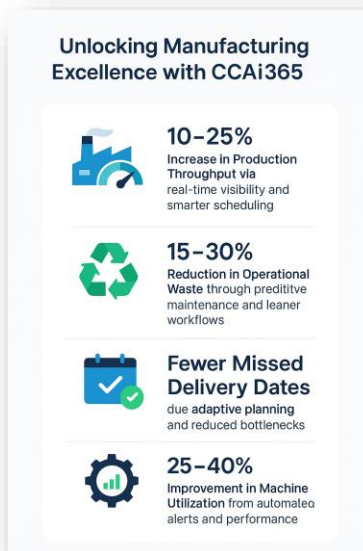 Unlocking Manufacturing
Excellence with CCAi365
10–25%
Increase in Production
Throughput via
real-time visibility and
smarter scheduling
15–30%
Reduction in Operational
Waste through predititve
maintenance and leaner
workflows
Fewer Missed
Delivery Dates
due adaptive planning
and reduced bottlenecks
25–40%
Improvement in Machine
Utilization from automated
alerts and performance